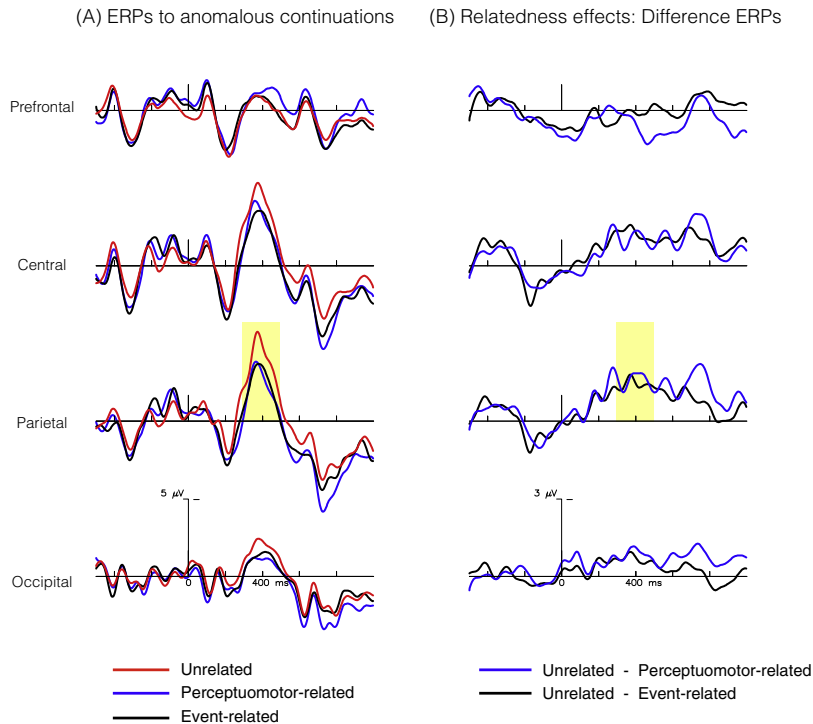 (A) ERPs to anomalous continuations
(B) Relatedness effects: Difference ERPs
Prefrontal
Central
Parietal
5 µV
3 µV
Occipital
0
400 ms
0
400 ms
Unrelated
Perceptuomotor-related
Event-related
Unrelated - Perceptuomotor-related
Unrelated - Event-related